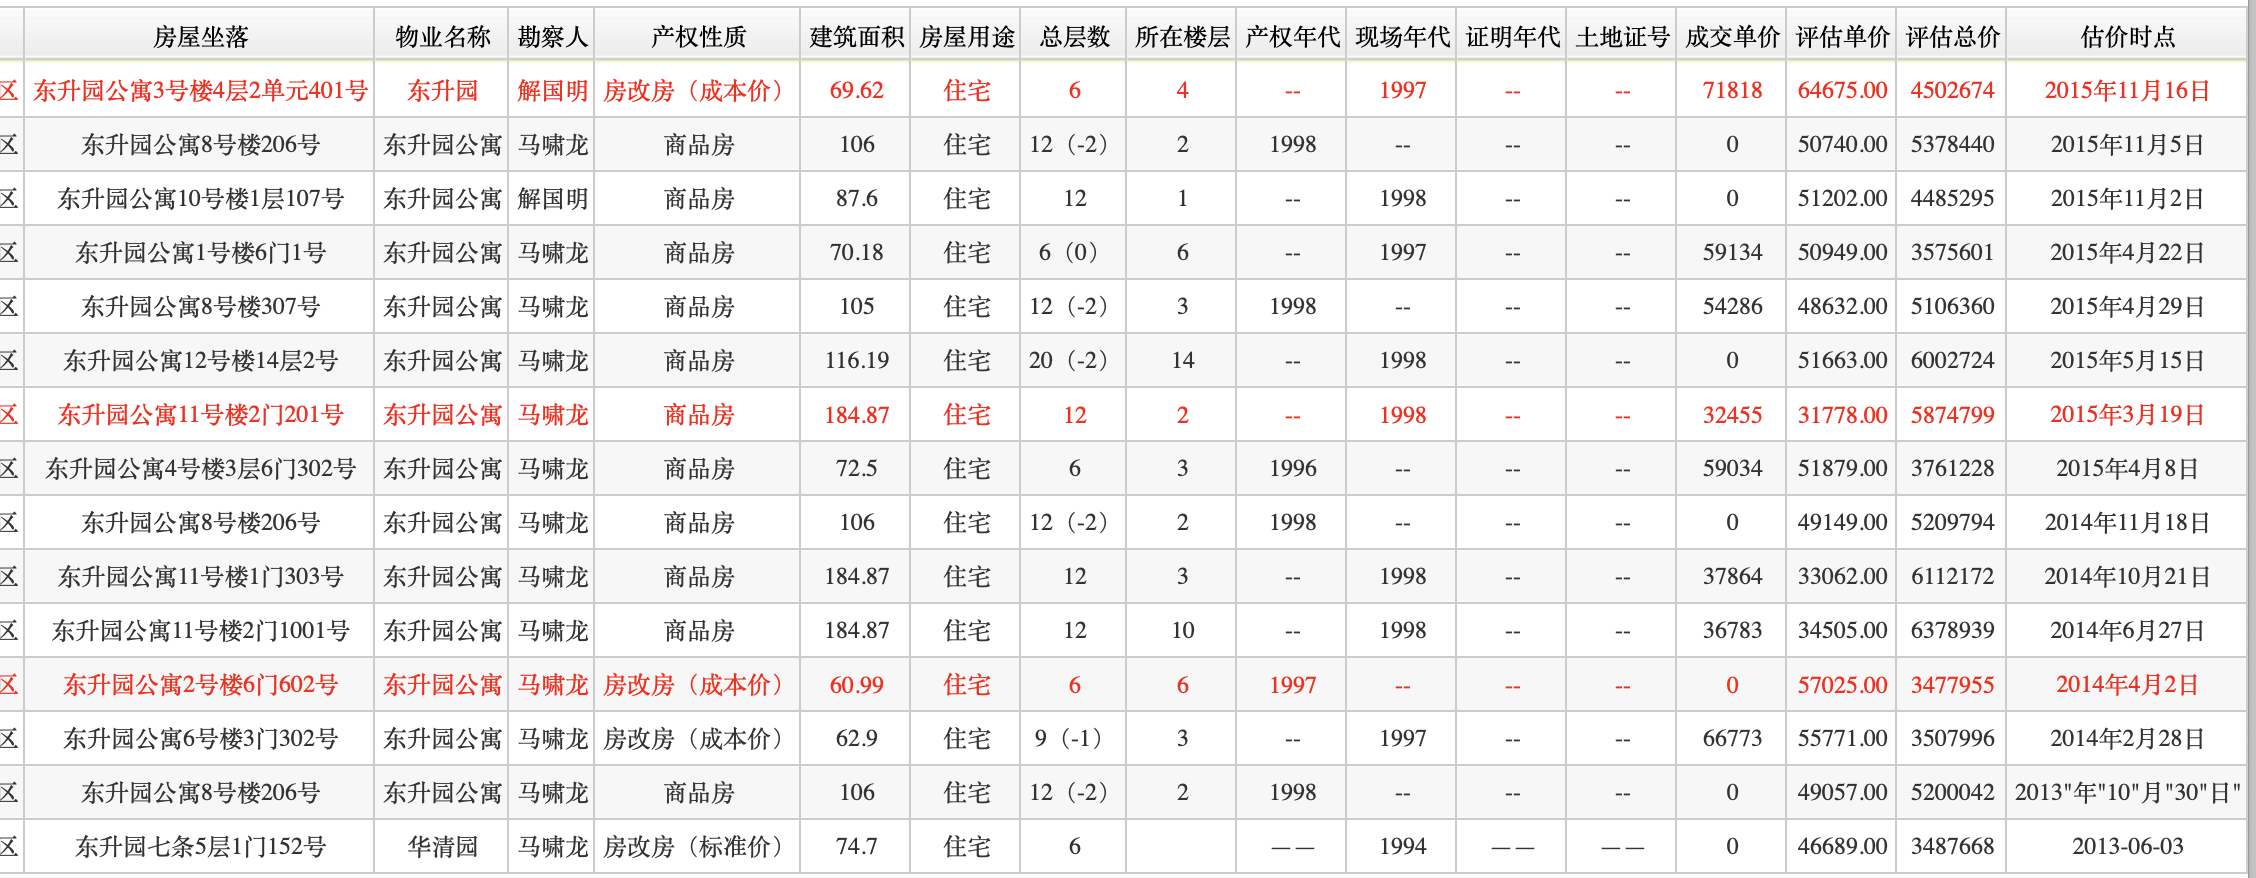 房屋坐落 物业名称 勘察人 产权性质 建筑面积 房屋用途 总层数 所在楼层 产权年代 现场年代 证明年代 土地证号 成交单价 评估单价 评估总价 估价时点
区 东升园公寓3号楼4层2单元401号 东升园 解国明 房改房（成本价） 69.62 住宅 6 4 -- 1997 -- -- 71818 64675.00 4502674 2015年11月16日
区 东升园公寓8号楼206号 东升园公寓 马啸龙 商品房 106 住宅 12（-2） 2 1998 -- -- -- 0 50740.00 5378440 2015年11月5日
区 东升园公寓10号楼1层107号 东升园公寓 解国明 商品房 87.6 住宅 12 1 -- 1998 -- -- 0 51202.00 4485295 2015年11月2日
区 东升园公寓1号楼6门1号 东升园公寓 马啸龙 商品房 70.18 住宅 6（0） 6 -- 1997 -- -- 59134 50949.00 3575601 2015年4月22日
区 东升园公寓8号楼307号 东升园公寓 马啸龙 商品房 105 住宅 12（-2） 3 1998 -- -- -- 54286 48632.00 5106360 2015年4月29日
区 东升园公寓12号楼14层2号 东升园公寓 马啸龙 商品房 116.19 住宅 20（-2） 14 -- 1998 -- -- 0 51663.00 6002724 2015年5月15日
区 东升园公寓11号楼2门201号 东升园公寓 马啸龙 商品房 184.87 住宅 12 2 -- 1998 -- -- 32455 31778.00 5874799 2015年3月19日
区 东升园公寓4号楼3层6门302号 东升园公寓 马啸龙 商品房 72.5 住宅 6 3 1996 -- -- -- 59034 51879.00 3761228 2015年4月8日
区 东升园公寓8号楼206号 东升园公寓 马啸龙 商品房 106 住宅 12（-2） 2 1998 -- -- -- 0 49149.00 5209794 2014年11月18日
区 东升园公寓11号楼1门303号 东升园公寓 马啸龙 商品房 184.87 住宅 12 3 -- 1998 -- -- 37864 33062.00 6112172 2014年10月21日
区 东升园公寓11号楼2门1001号 东升园公寓 马啸龙 商品房 184.87 住宅 12 10 -- 1998 -- -- 36783 34505.00 6378939 2014年6月27日
区 东升园公寓2号楼6门602号 东升园公寓 马啸龙 房改房（成本价） 60.99 住宅 6 6 1997 -- -- -- 0 57025.00 3477955 2014年4月2日
区 东升园公寓6号楼3门302号 东升园公寓 马啸龙 房改房（成本价） 62.9 住宅 9（-1） 3 -- 1997 -- -- 66773 55771.00 3507996 2014年2月28日
区 东升园公寓8号楼206号 东升园公寓 马啸龙 商品房 106 住宅 12（-2） 2 1998 -- -- -- 0 49057.00 5200042 2013"年"10"月"30"日"
区 东升园七条5层1门152号 华清园 马啸龙 房改房（标准价） 74.7 住宅 6 —— 1994 —— —— 0 46689.00 3487668 2013-06-03